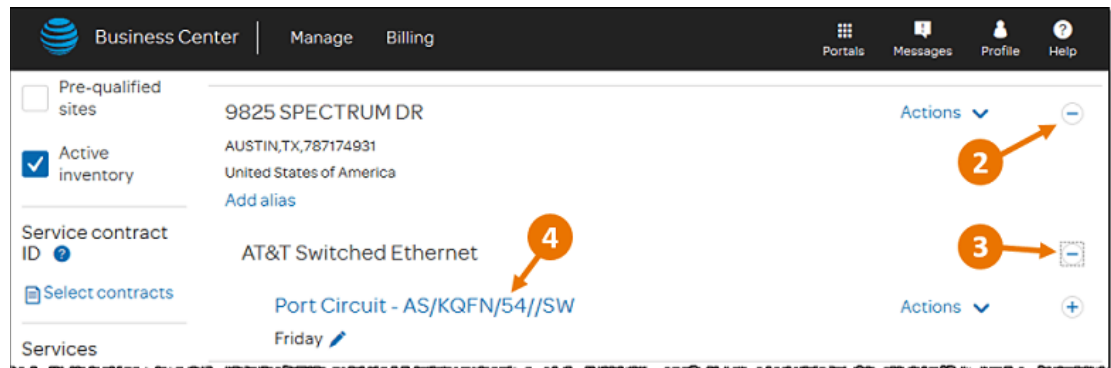 Business Center
Manage
Billing
Portals
Messages
Profile
Help
Pre-qualified
sites
Active
inventory
Service contract
ID ?
Select contracts
Services
9825 SPECTRUM DR
Actions
AUSTIN,TX,787174931
United States of America
Add alias
2
AT&T Switched Ethernet
3
4
Port Circuit - AS/KQFN/54//SW
Actions
Friday